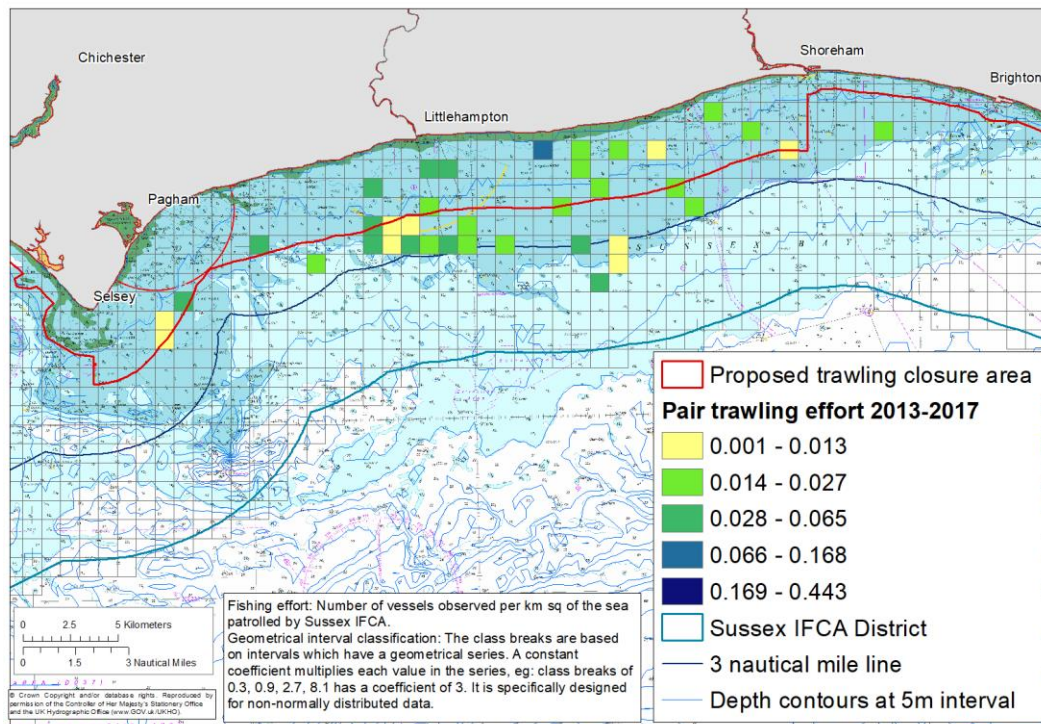 Chichester
Shoreham
Brighton
Littlehampton
Pagham
Selsey
SUSSEX BAY
Proposed trawling closure area
Pair trawling effort 2013-2017
0.001 - 0.013
0.014 - 0.027
0.028 - 0.065
0.066 - 0.168
0.169 - 0.443
Sussex IFCA District
3 nautical mile line
Depth contours at 5m interval
0 2.5 5 Kilometers
0 1.5 3 Nautical Miles
© Crown Copyright and/or database rights. Reproduced by
permission of the Controller of Her Majesty's Stationery Office
and the UK Hydrographic Office (www.GOV.uk/UKHO).
Fishing effort: Number of vessels observed per km sq of the sea
patrolled by Sussex IFCA.
Geometrical interval classification: The class breaks are based
on intervals which have a geometrical series. A constant
coefficient multiplies each value in the series, eg: class breaks of
0.3, 0.9, 2.7, 8.1 has a coefficient of 3. It is specifically designed
for non-normally distributed data.